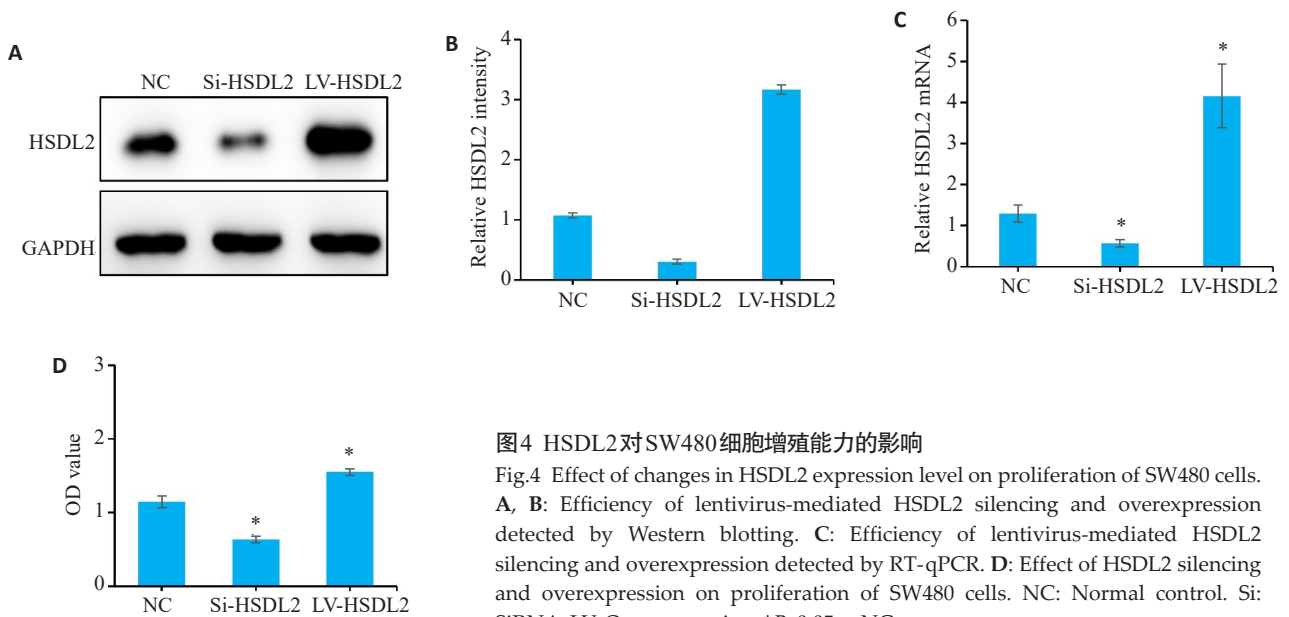 A
NC Si-HSDL2 LV-HSDL2
HSDL2
GAPDH
B
Relative HSDL2 intensity
4
3
2
1
0
NC Si-HSDL2 LV-HSDL2
C
Relative HSDL2 mRNA
6
5
4
3
2
1
0
*
*
NC Si-HSDL2 LV-HSDL2
D
OD value
3
2
1
0
*
*
NC Si-HSDL2 LV-HSDL2
图4 HSDL2对SW480细胞增殖能力的影响
Fig.4 Effect of changes in HSDL2 expression level on proliferation of SW480 cells.
A, B: Efficiency of lentivirus-mediated HSDL2 silencing and overexpression
detected by Western blotting. C: Efficiency of lentivirus-mediated HSDL2
silencing and overexpression detected by RT-qPCR. D: Effect of HSDL2 silencing
and overexpression on proliferation of SW480 cells. NC: Normal control. Si: